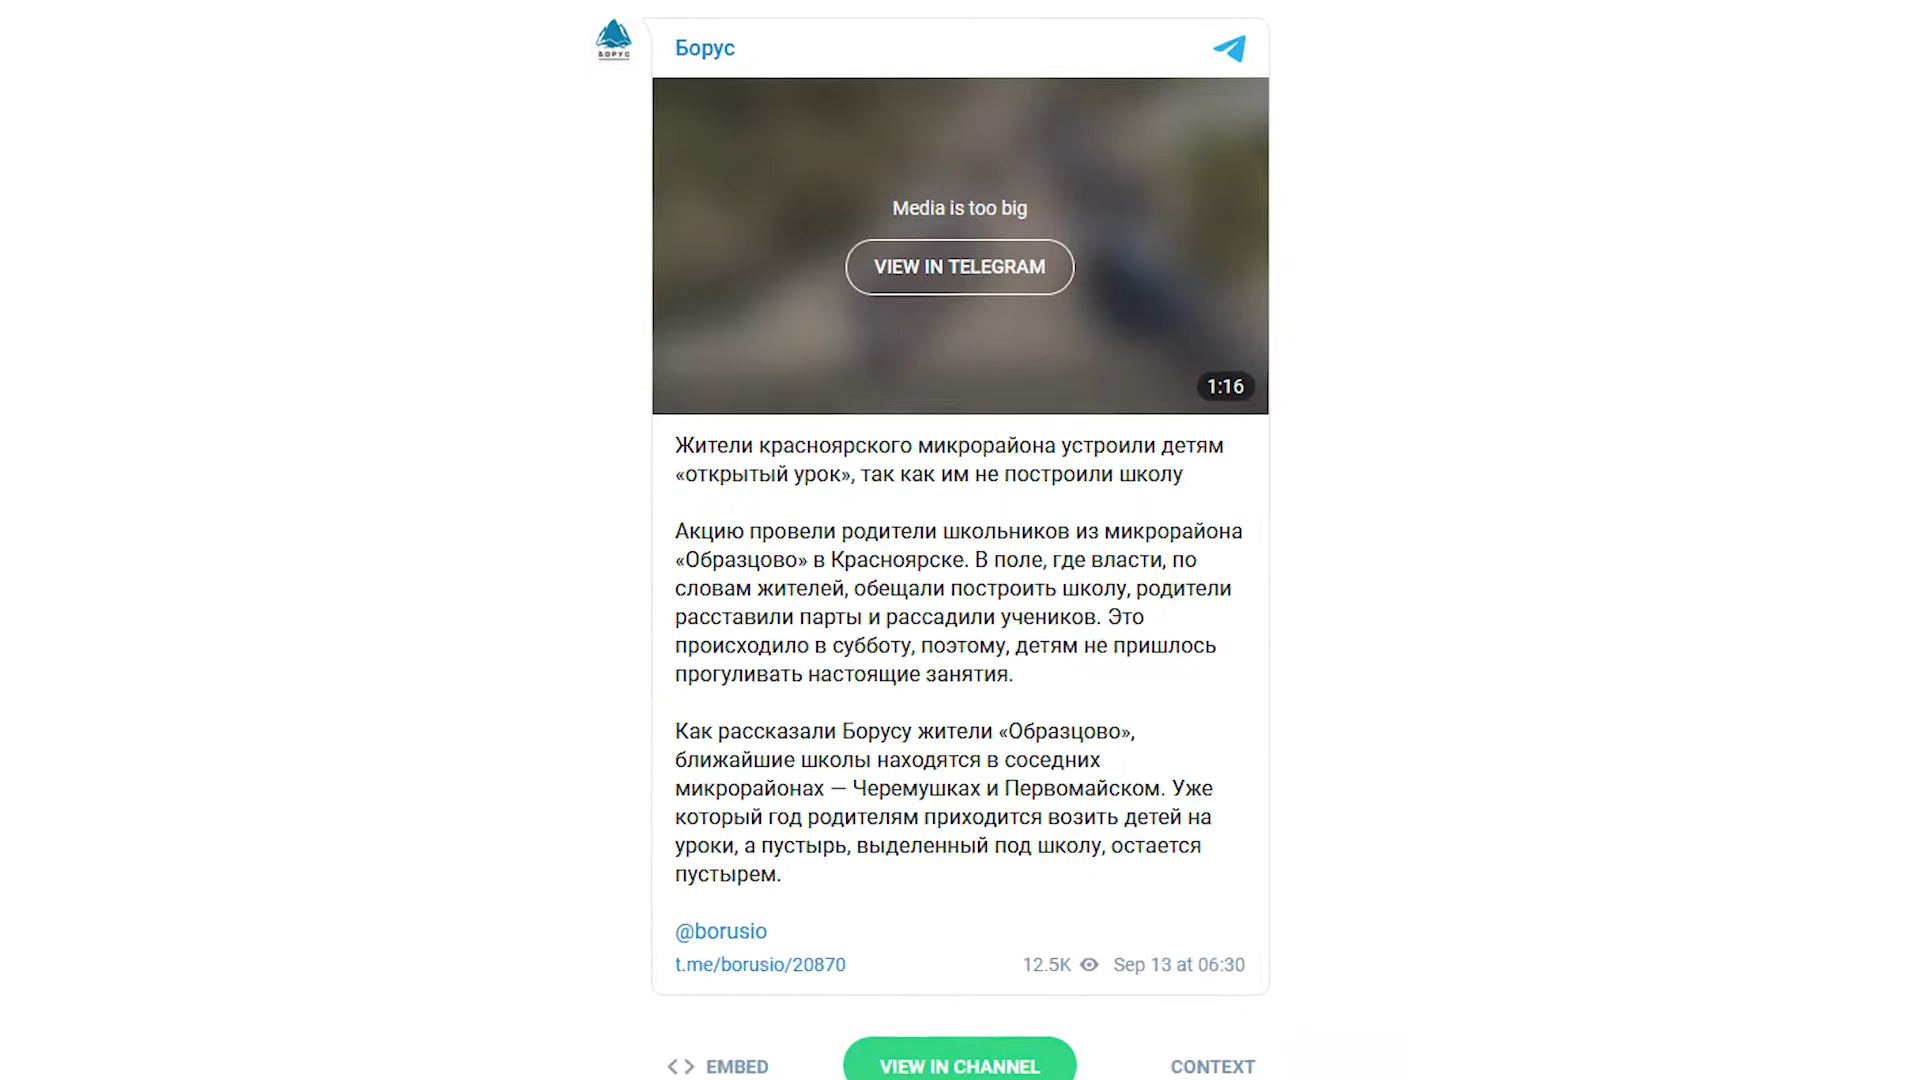 БОРУС
Борус
Media is too big
VIEW IN TELEGRAM
1:16
Жители красноярского микрорайона устроили детям
«открытый урок», так как им не построили школу
Акцию провели родители школьников из микрорайона
«Образцово» в Красноярске. В поле, где власти, по
словам жителей, обещали построить школу, родители
расставили парты и рассадили учеников. Это
происходило в субботу, поэтому, детям не пришлось
прогуливать настоящие занятия.
Как рассказали Борусу жители «Образцово»,
ближайшие школы находятся в соседних
микрорайонах — Черемушках и Первомайском. Уже
который год родителям приходится возить детей на
уроки, а пустырь, выделенный под школу, остается
пустырем.
@borusio
t.me/borusio/20870 12.5K Sep 13 at 06:30
EMBED VIEW IN CHANNEL CONTEXT